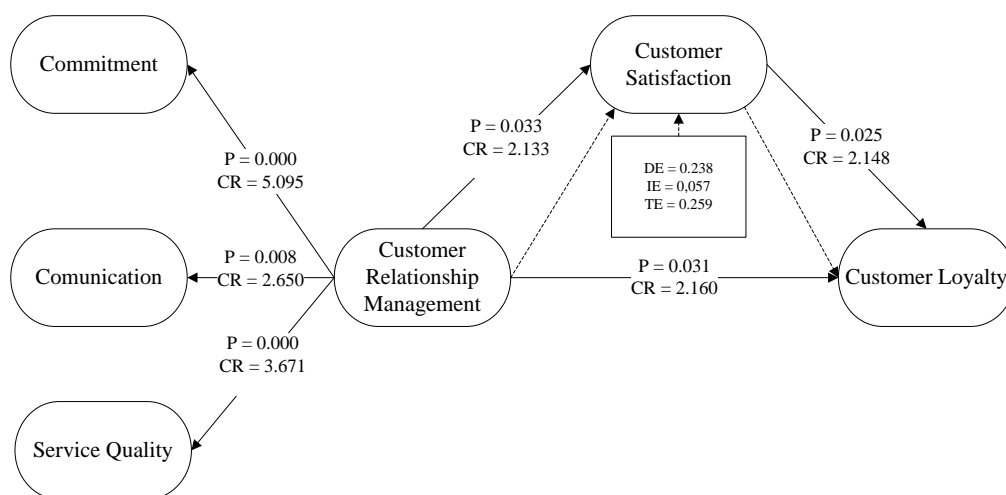 Commitment
Customer
Satisfaction
P = 0.033
CR = 2.133
P = 0.025
CR = 2.148
P = 0.000
CR = 5.095
DE = 0.238
IE = 0,057
TE = 0.259
Comunication
P = 0.008
CR = 2.650
Customer
Relationship
Management
P = 0.031
CR = 2.160
Customer Loyalty
P = 0.000
CR = 3.671
Service Quality